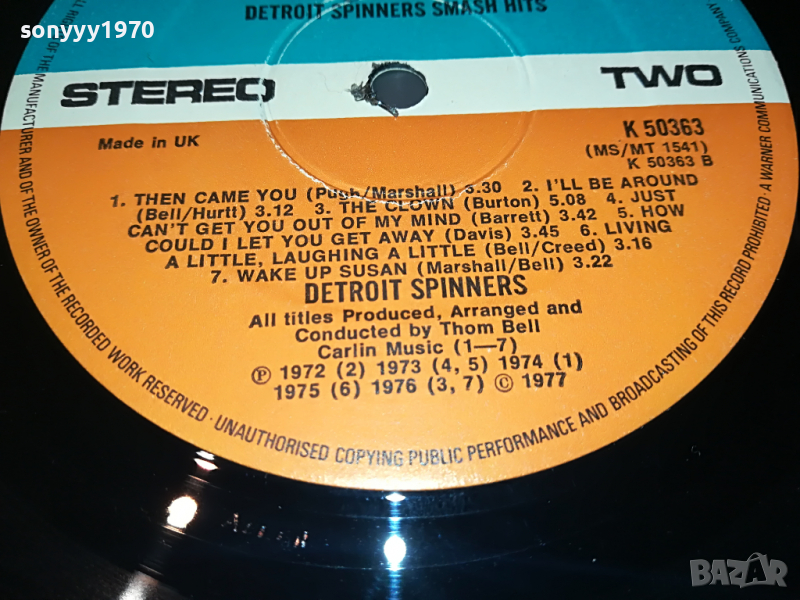 sonyyy1970
DETROIT SPINNERS SMASH HITS
STEREO TWO
Made in UK
K 50363
(MS/MT 1541)
K 50363 B
1. THEN CAME YOU (Pugh/Marshall) 3.30 2. I'LL BE AROUND
(Bell/Hurtt) 3.12 3. THE CLOWN (Burton) 5.08 4. JUST
CAN'T GET YOU OUT OF MY MIND (Barrett) 3.42 5. HOW
COULD I LET YOU GET AWAY (Davis) 3.45 6. LIVING
A LITTLE, LAUGHING A LITTLE (Bell/Creed) 3.16
7. WAKE UP SUSAN (Marshall/Bell) 3.22
DETROIT SPINNERS
All titles Produced, Arranged and
Conducted by Thom Bell
Carlin Music (1—7)
℗ 1972 (2) 1973 (4, 5) 1974 (1)
1975 (6) 1976 (3, 7) © 1977
OF THE MANUFACTURER AND OF THE OWNER OF THE RECORDED WORK RESERVED · UNAUTHORISED COPYING PUBLIC PERFORMANCE AND BROADCASTING OF THIS RECORD PROHIBITED · A WARNER COMMUNICATIONS COMPANY
BAZAR